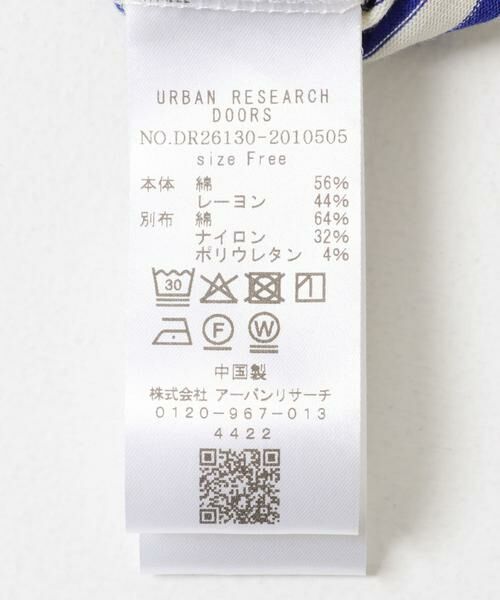 URBAN RESEARCH
DOORS
NO.DR26130-2010505
size Free
本体 綿 56%
レーヨン 44%
別布 綿 64%
ナイロン 32%
ポリウレタン 4%
30
F W
中国製
株式会社 アーバンリサーチ
0120-967-013
4422